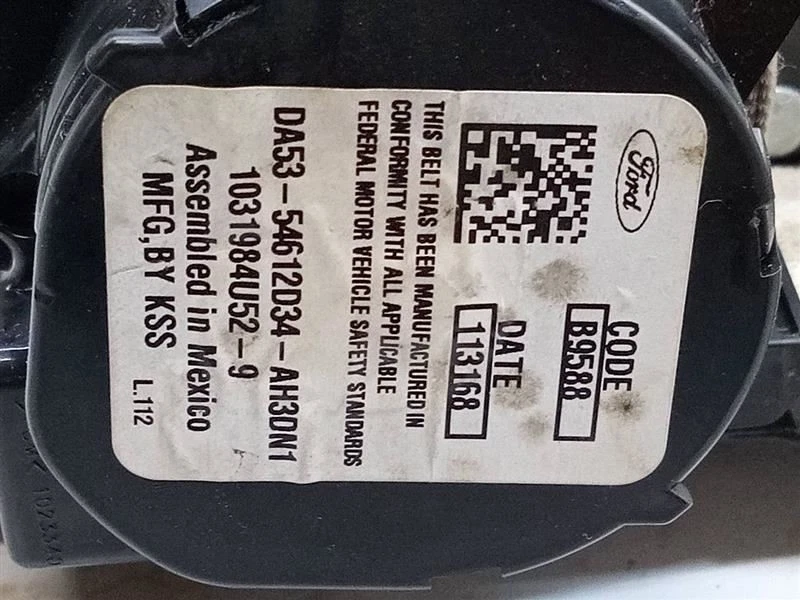 Ford
CODE
B9588
DATE
113168
THIS BELT HAS BEEN MANUFACTURED IN
CONFORMITY WITH ALL APPLICABLE
FEDERAL MOTOR VEHICLE SAFETY STANDARDS
DA53-54612D34-AH3DN1
1031984U52-9
Assembled in Mexico
MFG,BY KSS
L.112